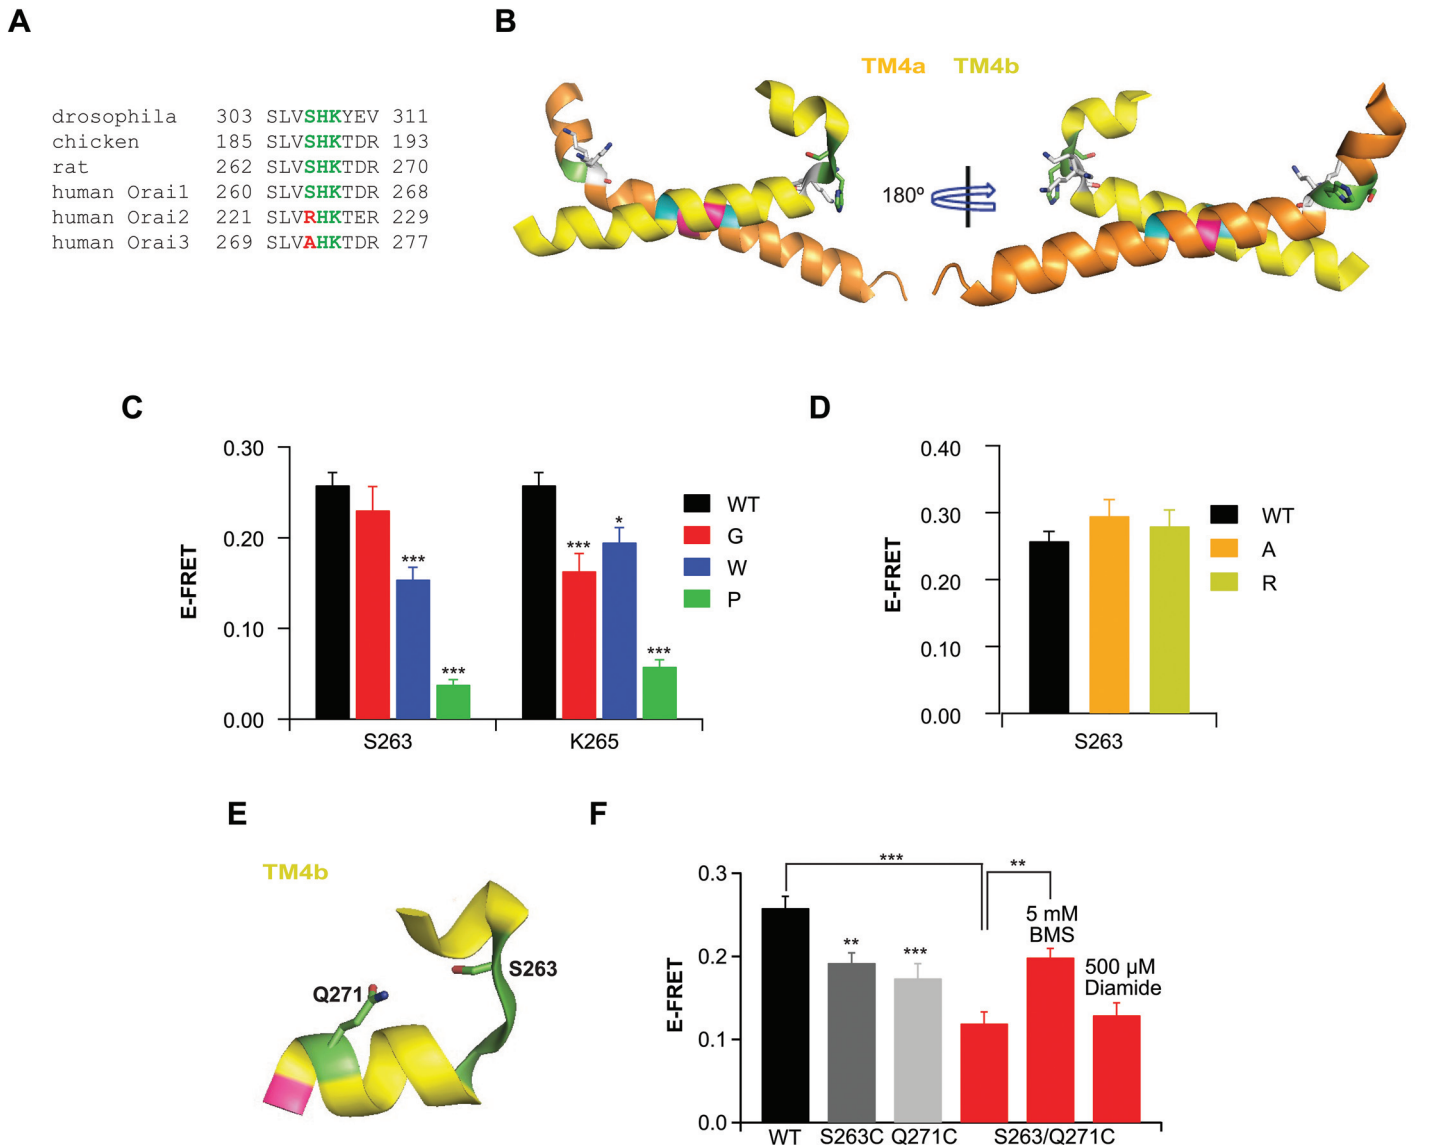 A
drosophila 303 SLVSHKYEV 311
chicken 185 SLVSHKTDR 193
rat 262 SLVSHKTDR 270
human Orai1 260 SLVSHKTDR 268
human Orai2 221 SLVRHKTER 229
human Orai3 269 SLVAHKTDR 277
B
TM4a TM4b
180º
C
E-FRET
0.30
0.20
0.10
0.00
***
***
***
*
***
S263 K265
WT
G
W
P
D
E-FRET
0.40
0.30
0.20
0.10
0.00
S263
WT
A
R
E
TM4b
Q271
S263
F
E-FRET
0.3
0.2
0.1
0.0
***
**
**
***
5 mM
BMS
500 µM
Diamide
WT S263C Q271C S263/Q271C